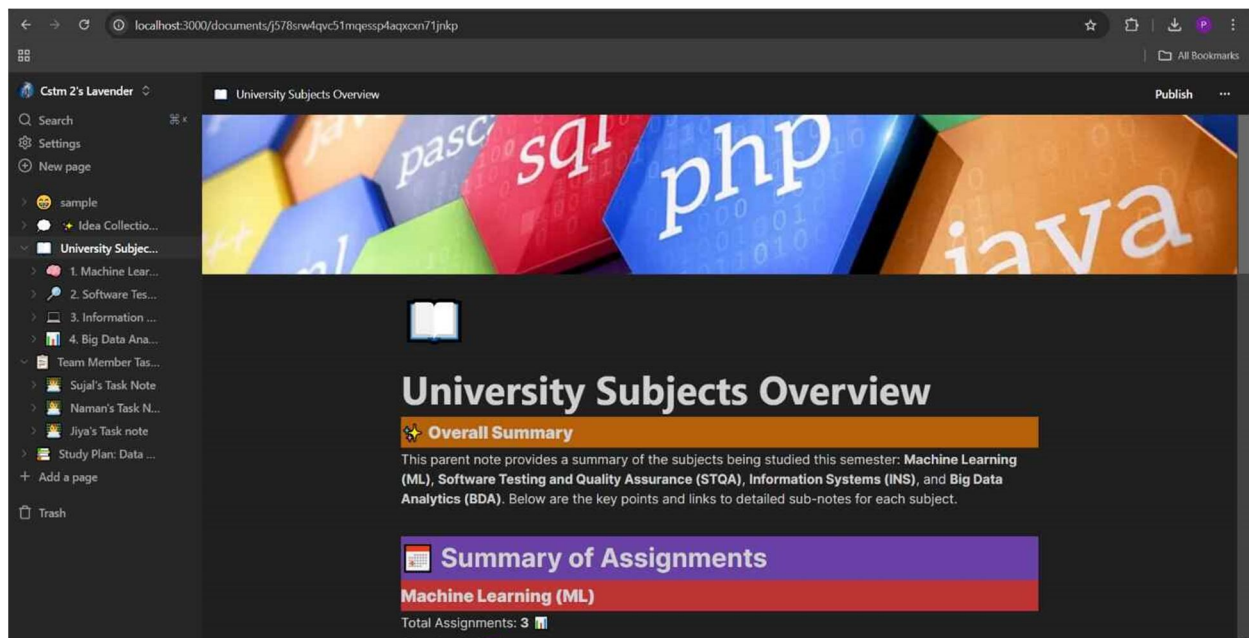 localhost:3000/documents/j578srw4qvc51mqessp4aqxcxn71jnkp
P
All Bookmarks
Cstm 2's Lavender
University Subjects Overview
Publish
Search
⌘ K
Settings
New page
sample
Idea Collectio...
University Subjec...
1. Machine Lear...
2. Software Tes...
3. Information ...
4. Big Data Ana...
Team Member Tas...
Sujal's Task Note
Naman's Task N...
Jiya's Task note
Study Plan: Data ...
Add a page
Trash
java
pasc
sql
php
java
University Subjects Overview
✨ Overall Summary
This parent note provides a summary of the subjects being studied this semester: Machine Learning
(ML), Software Testing and Quality Assurance (STQA), Information Systems (INS), and Big Data
Analytics (BDA). Below are the key points and links to detailed sub-notes for each subject.
Summary of Assignments
Machine Learning (ML)
Total Assignments: 3 📊